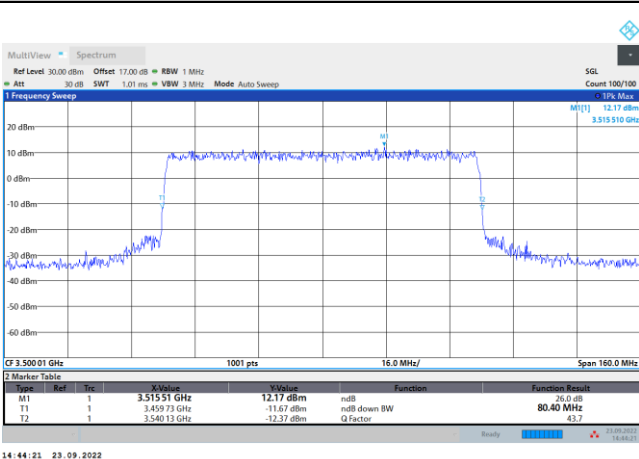 MultiView Spectrum
Ref Level 30.00 dBm Offset 17.00 dB RBW 1 MHz SGL
Att 30 dB SWT 1.01 ms VBW 3 MHz Mode Auto Sweep Count 100/100
1 Frequency Sweep 1Pk Max
M1[1] 12.17 dBm
3.515 510 GHz
20 dBm
M1
10 dBm
0 dBm
T1
T2
-10 dBm
-20 dBm
-30 dBm
-40 dBm
-50 dBm
-60 dBm
CF 3.500 01 GHz 1001 pts 16.0 MHz/ Span 160.0 MHz
2 Marker Table
Type Ref Trc X-Value Y-Value Function Function Result
M1 1 3.515 51 GHz 12.17 dBm ndB 26.0 dB
T1 1 3.459 73 GHz -11.67 dBm ndB down BW 80.40 MHz
T2 1 3.540 13 GHz -12.37 dBm Q Factor 43.7
Ready 23.09.2022
14:44:21
14:44:21 23.09.2022